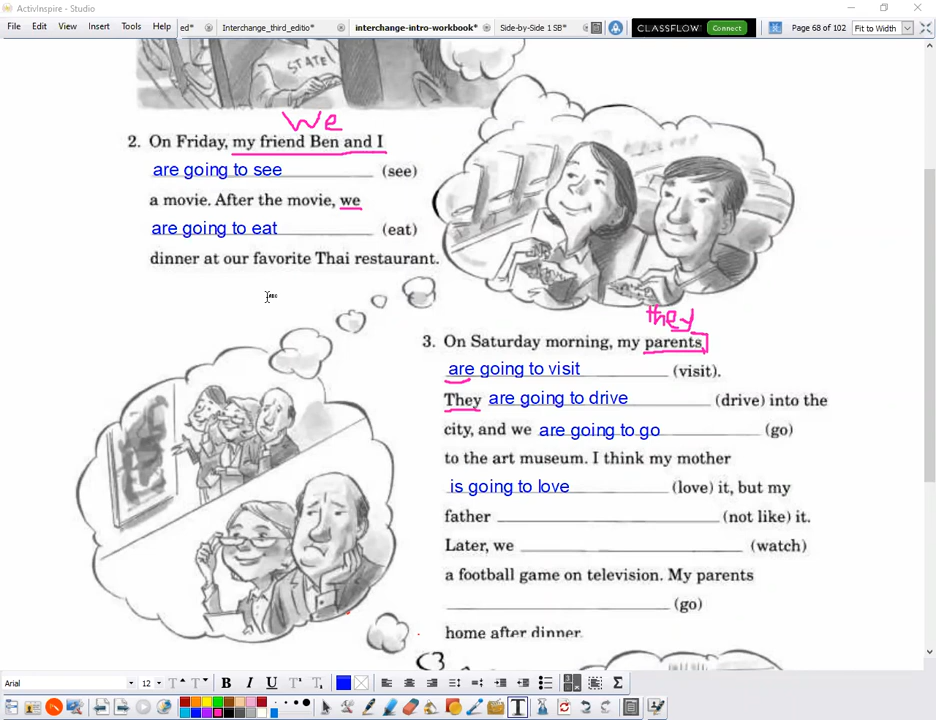 ActivInspire - Studio
File Edit View Insert Tools Help ed* Interchange_third_editio* interchange-intro-workbook* Side-by-Side 1 SB* CLASSFLOW Connect Page 68 of 102 Fit to Width
STATE
We
2. On Friday, my friend Ben and I
are going to see (see)
a movie. After the movie, we
are going to eat (eat)
dinner at our favorite Thai restaurant.
they
3. On Saturday morning, my parents
are going to visit (visit).
They are going to drive (drive) into the
city, and we are going to go (go)
to the art museum. I think my mother
is going to love (love) it, but my
father (not like) it.
Later, we (watch)
a football game on television. My parents
(go)
home after dinner.
Arial 12 B I U